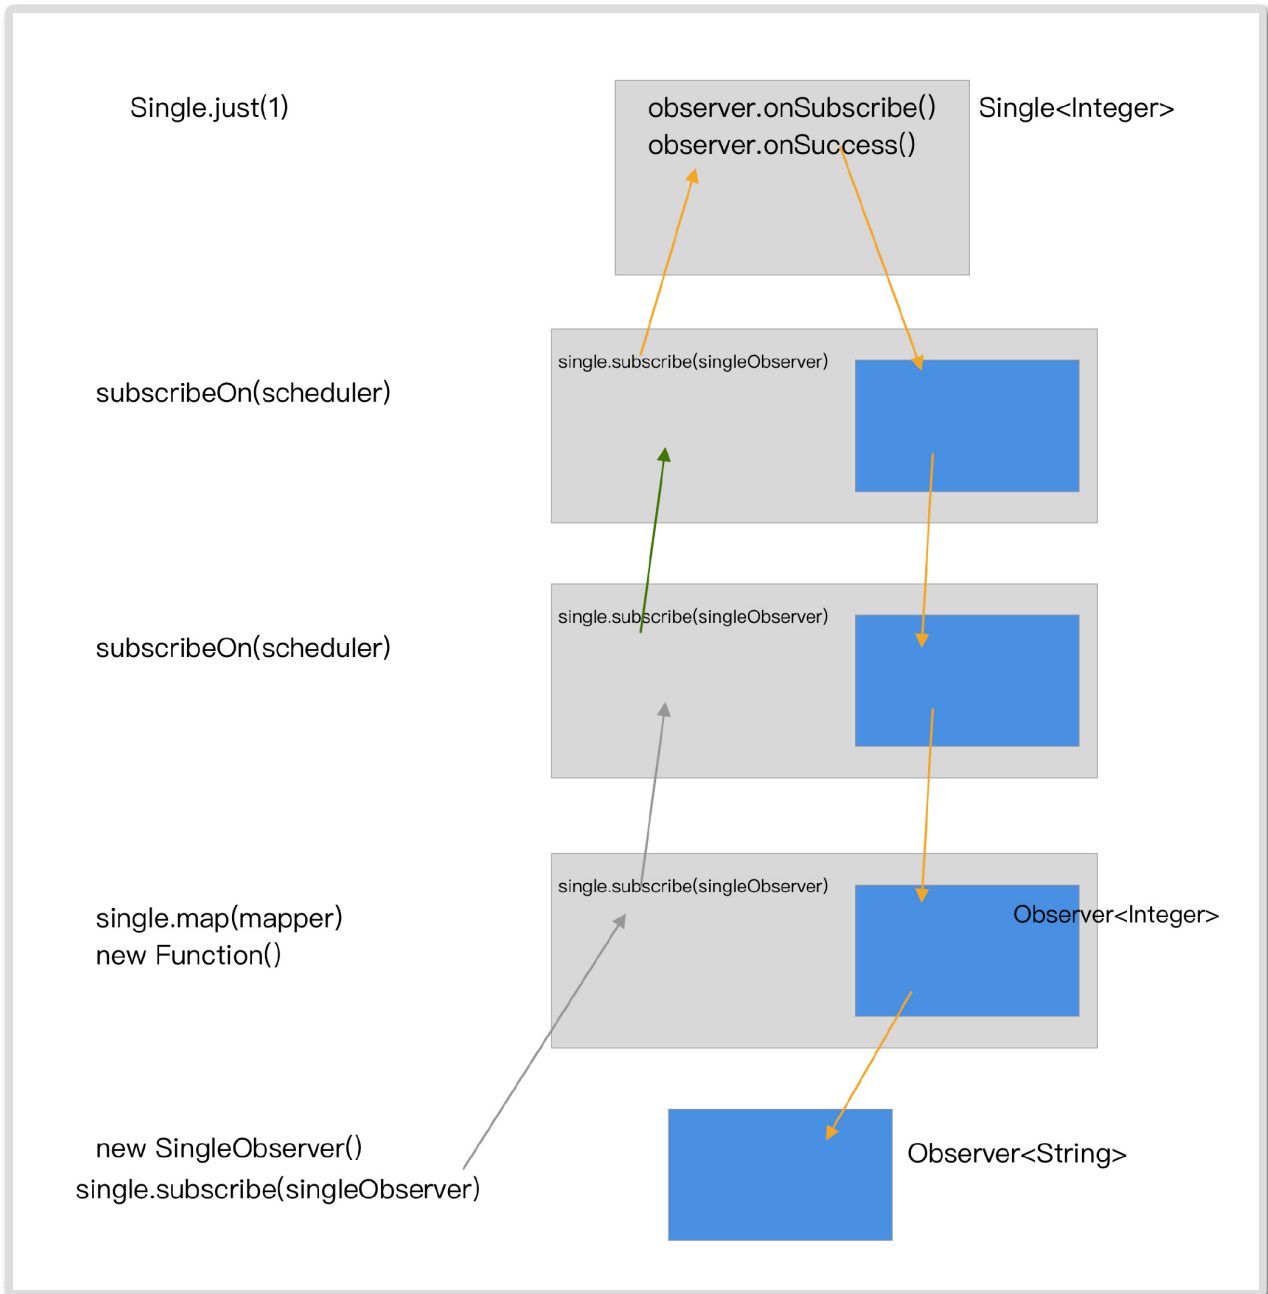 Single.just(1)
observer.onSubscribe()
Single<Integer>
observer.onSuccess()
single.subscribe(singleObserver)
subscribeOn(scheduler)
single.subscribe(singleObserver)
subscribeOn(scheduler)
single.subscribe(singleObserver)
single.map(mapper)
Observer<Integer>
new Function()
new SingleObserver()
Observer<String>
single.subscribe(singleObserver)